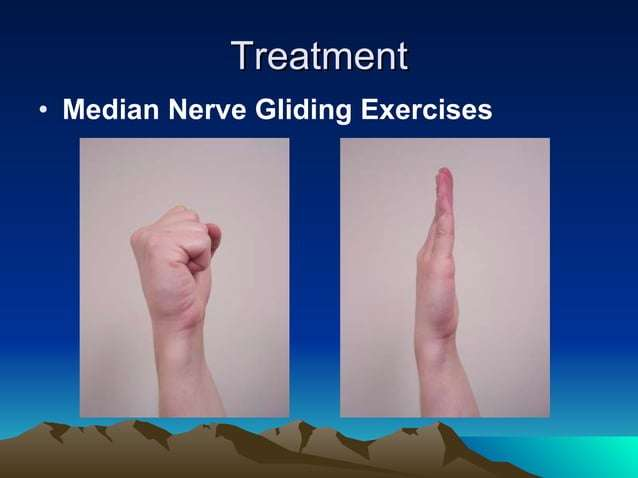 Treatment
• Median Nerve Gliding Exercises